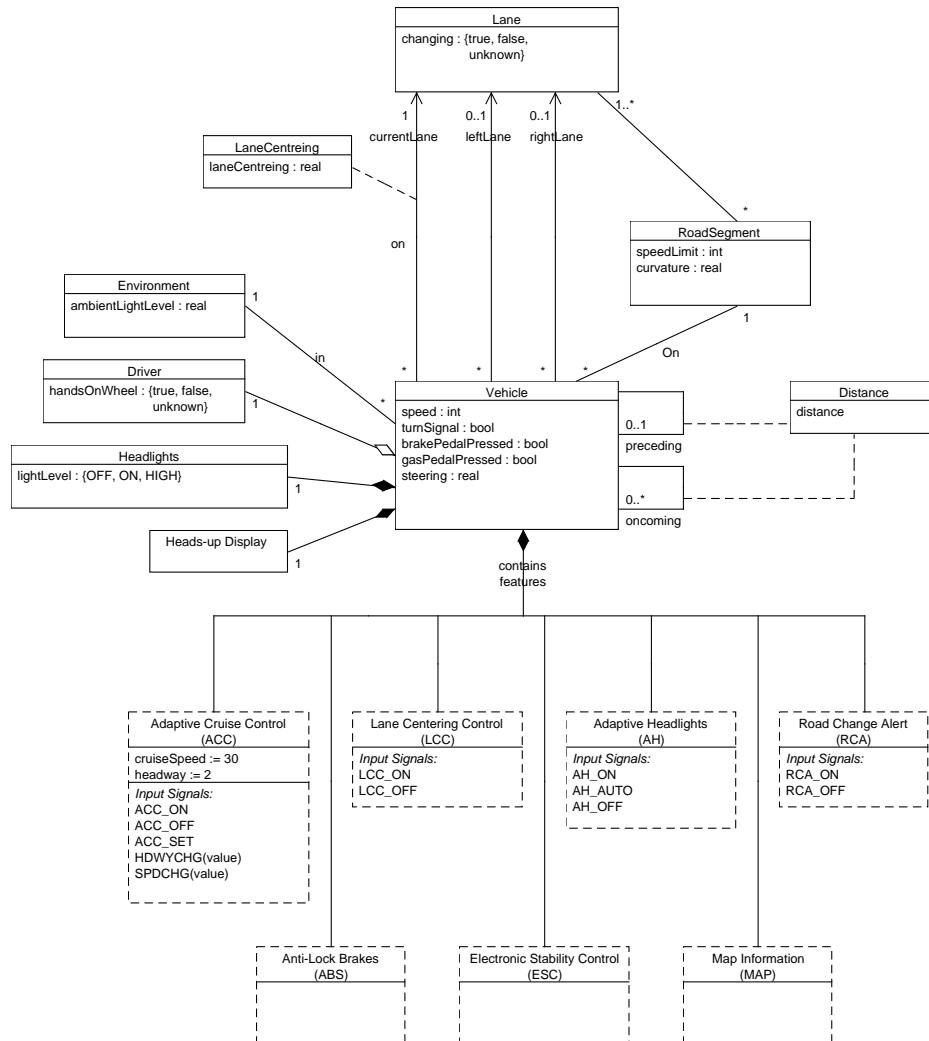 Lane
changing : {true, false,
unknown}
1
0..1
0..1
1..*
currentLane
leftLane
rightLane
LaneCentreing
laneCentreing : real
*
RoadSegment
speedLimit : int
curvature : real
on
Environment
ambientLightLevel : real
1
1
On
in
Driver
handsOnWheel : {true, false,
unknown}
1
*
*
*
*
*
Vehicle
speed : int
turnSignal : bool
brakePedalPressed : bool
gasPedalPressed : bool
steering : real
Distance
distance
0..1
preceding
Headlights
lightLevel : {OFF, ON, HIGH}
1
0..*
oncoming
Heads-up Display
1
contains
features
Adaptive Cruise Control
(ACC)
cruiseSpeed := 30
headway := 2
Input Signals:
ACC_ON
ACC_OFF
ACC_SET
HDWYCHG(value)
SPDCHG(value)
Lane Centering Control
(LCC)
Input Signals:
LCC_ON
LCC_OFF
Adaptive Headlights
(AH)
Input Signals:
AH_ON
AH_AUTO
AH_OFF
Road Change Alert
(RCA)
Input Signals:
RCA_ON
RCA_OFF
Anti-Lock Brakes
(ABS)
Electronic Stability Control
(ESC)
Map Information
(MAP)